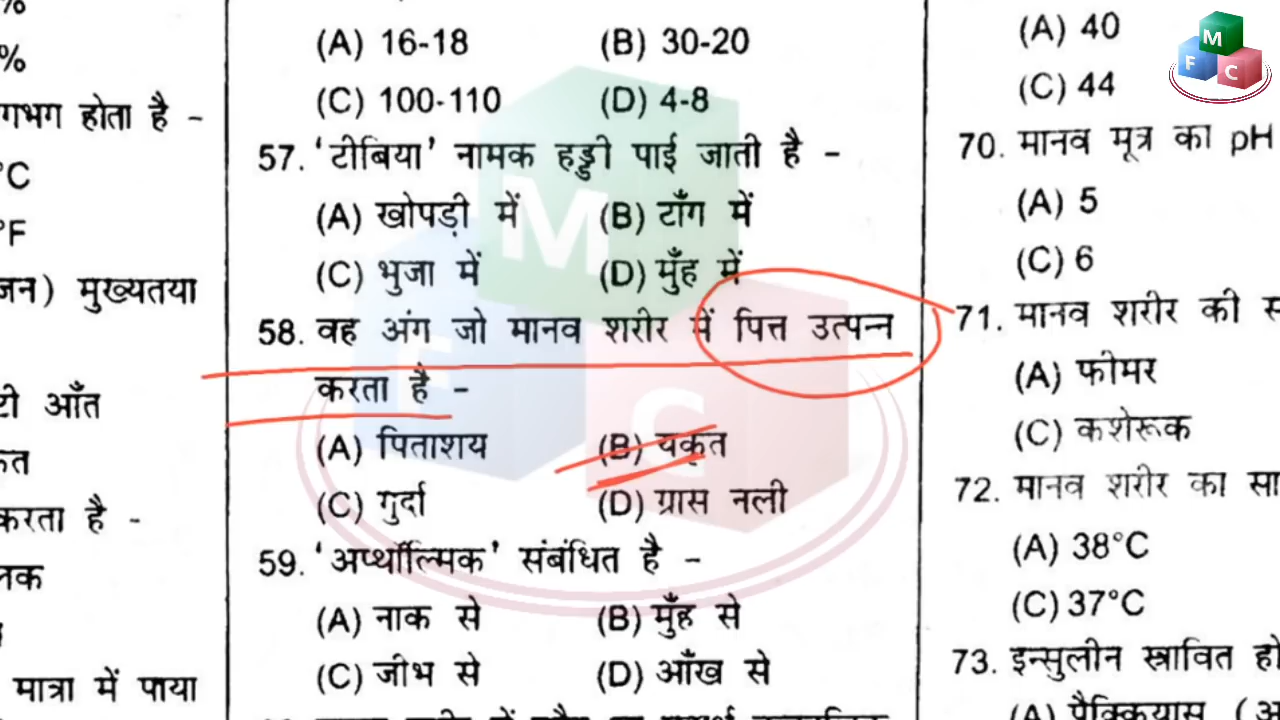 %
%
गभग होता है -
°C
°F
जन) मुख्यतया
टी आँत
करता है -
मात्रा में पाया
(A) 16-18 (B) 30-20
(C) 100-110 (D) 4-8
57. 'टीबिया' नामक हड्डी पाई जाती है -
(A) खोपड़ी में (B) टाँग में
(C) भुजा में (D) मुँह में
58. वह अंग जो मानव शरीर में पित्त उत्पन्न
करता है -
(A) पिताशय (B) यकृत
(C) गुर्दा (D) ग्रास नली
59. 'अर्प्थाल्मिक' संबंधित है -
(A) नाक से (B) मुँह से
(C) जीभ से (D) आँख से
(A) 40
(C) 44
70. मानव मूत्र का pH
(A) 5
(C) 6
71. मानव शरीर की स
(A) फीमर
(C) कशेरूक
72. मानव शरीर का सा
(A) 38°C
(C) 37°C
73. इन्सुलीन स्त्रावित हो
(A) पैंक्रियास (अ
M
F
C
M
F
C